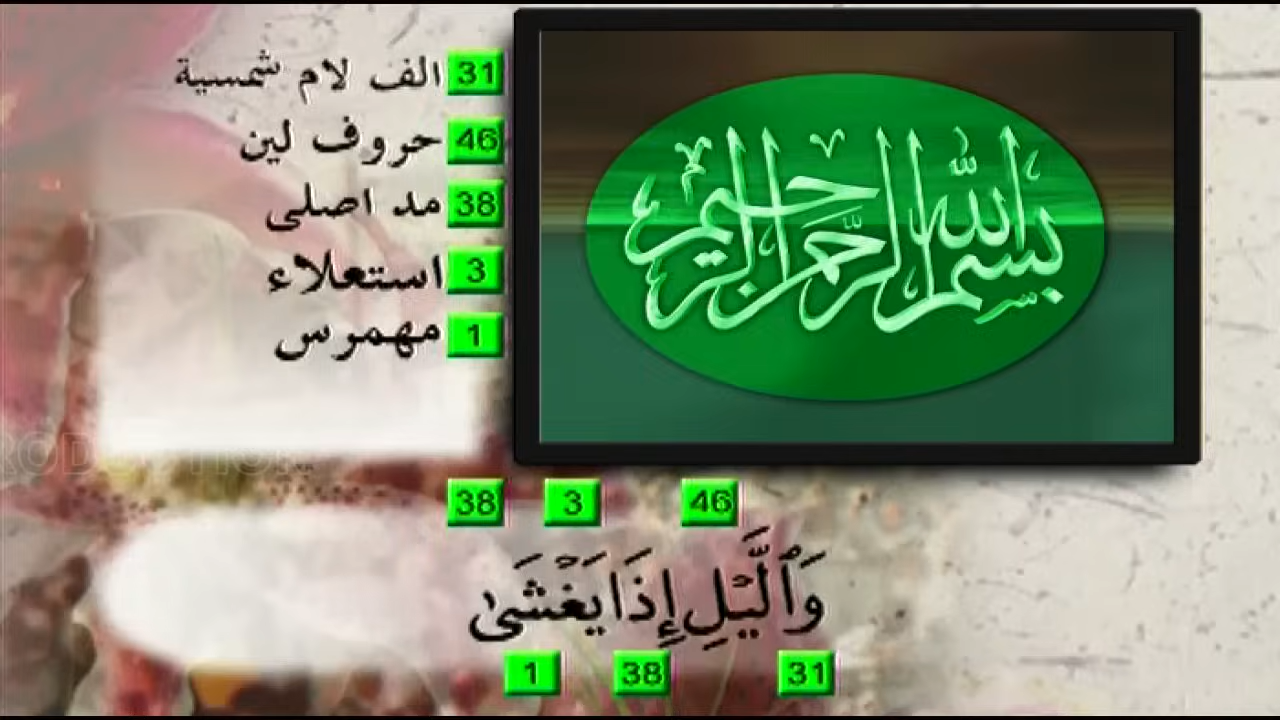 31 الف لام شمسية
46 حروف لين
38 مد اصلى
3 استعلاء
1 مهمرس
بسم الله الرحمن الرحيم
46 3 38
وَٱلَّيْلِ إِذَا يَغْشَىٰ
31 38 1